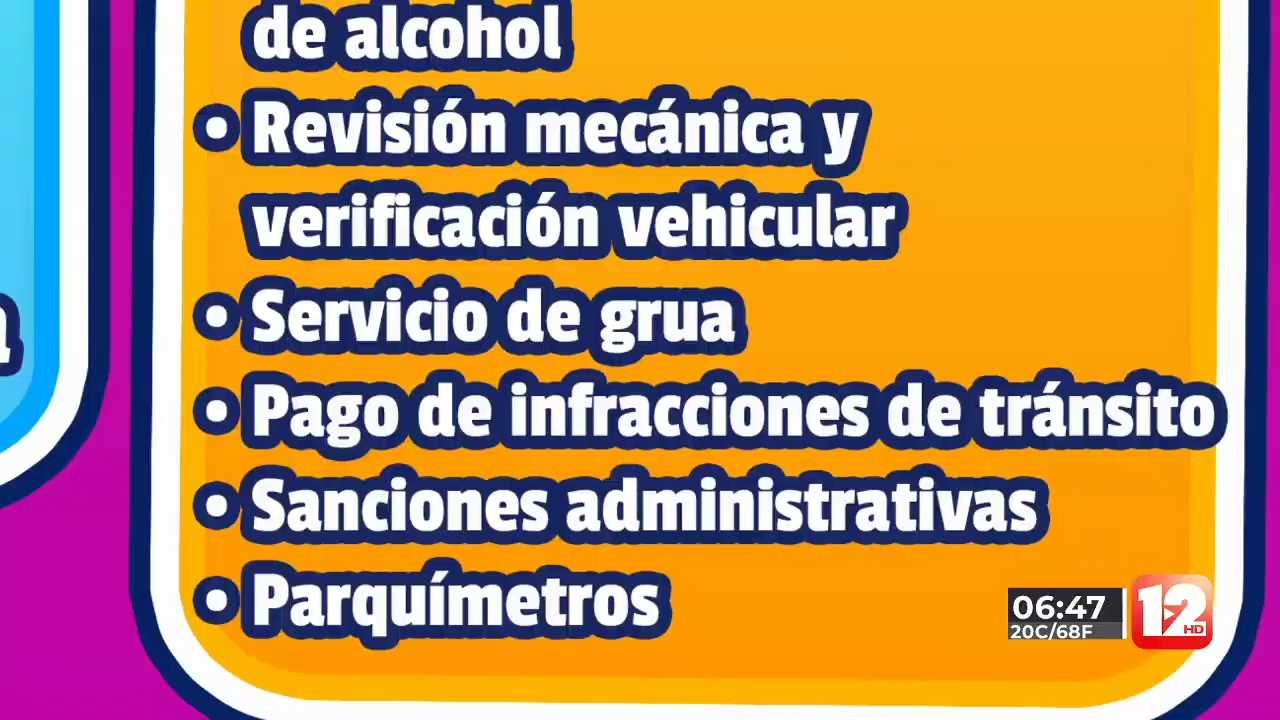 de alcohol
• Revisión mecánica y
verificación vehicular
• Servicio de grua
• Pago de infracciones de tránsito
• Sanciones administrativas
• Parquímetros
06:47
20C/68F
12
HD